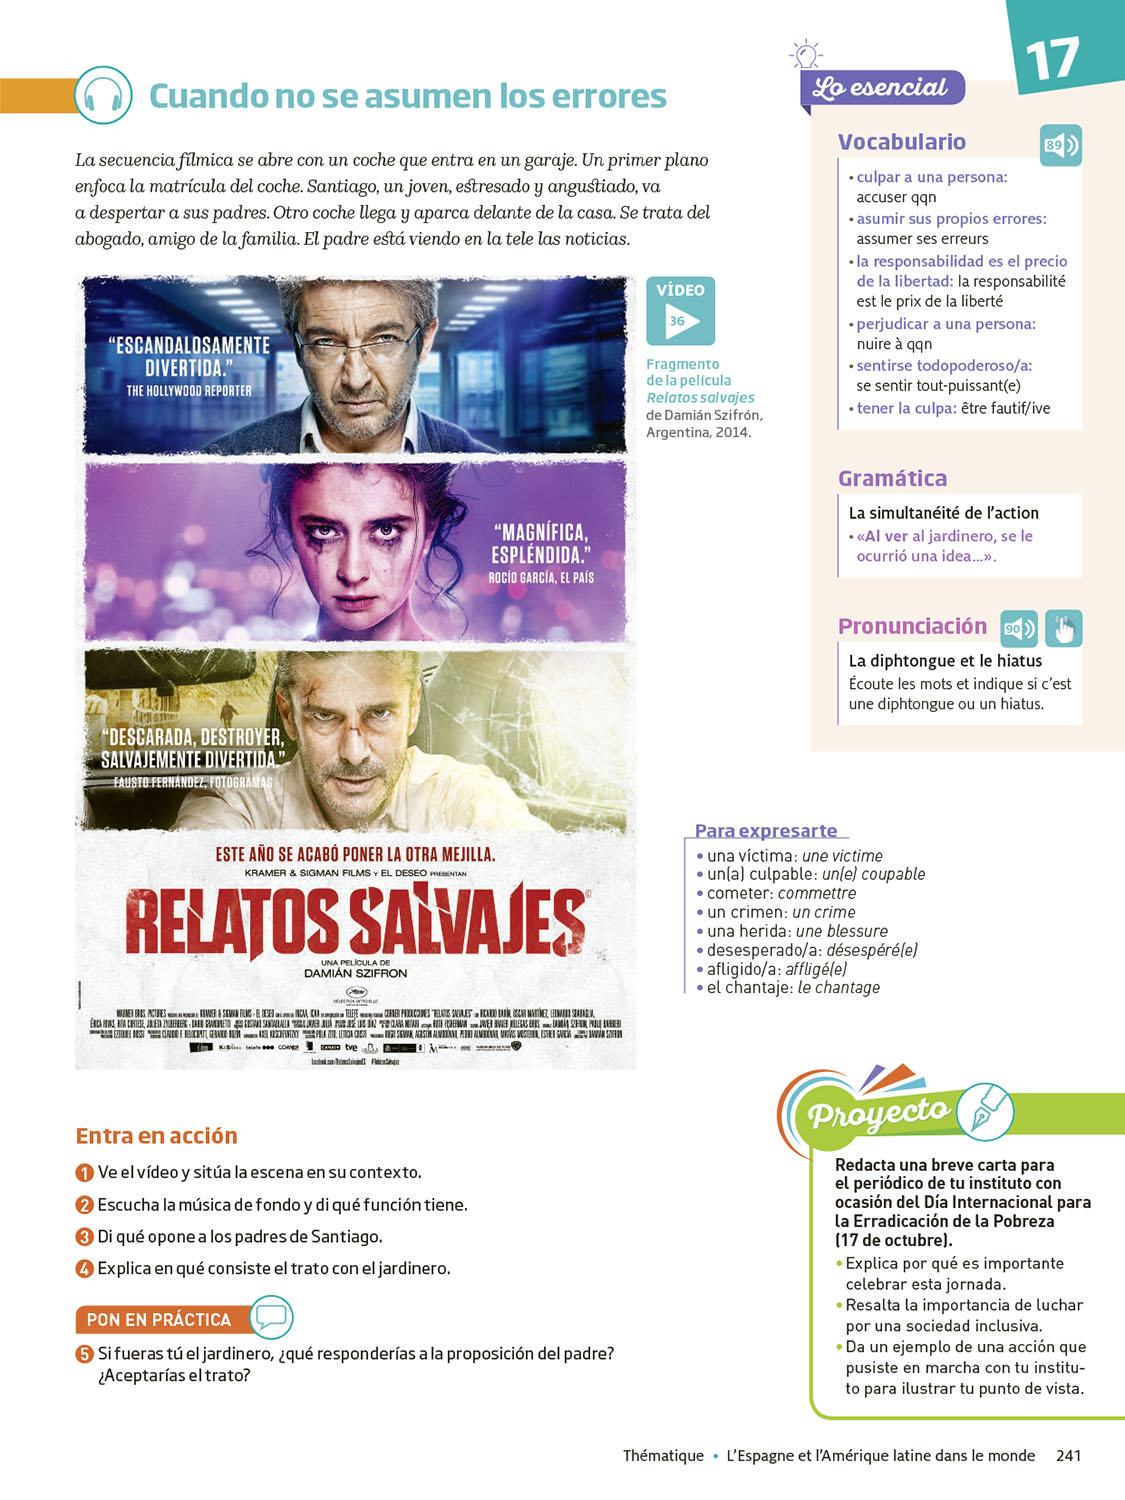 17
Cuando no se asumen los errores
La secuencia fílmica se abre con un coche que entra en un garaje. Un primer plano
enfoca la matrícula del coche. Santiago, un joven, estresado y angustiado, va
a despertar a sus padres. Otro coche llega y aparca delante de la casa. Se trata del
abogado, amigo de la familia. El padre está viendo en la tele las noticias.
“ESCANDALOSAMENTE
DIVERTIDA.”
THE HOLLYWOOD REPORTER
“MAGNÍFICA,
ESPLÉNDIDA.”
ROCÍO GARCÍA, EL PAÍS
“DESCARADA, DESTROYER,
SALVAJEMENTE DIVERTIDA.”
FAUSTO FERNÁNDEZ, FOTOGRAMAS
ESTE AÑO SE ACABÓ PONER LA OTRA MEJILLA.
KRAMER & SIGMAN FILMS Y EL DESEO PRESENTAN
RELATOS SALVAJES
UNA PELÍCULA DE
DAMIÁN SZIFRON
VÍDEO
36
Fragmento
de la película
Relatos salvajes
de Damián Szifrón,
Argentina, 2014.
Lo esencial
Vocabulario
89
• culpar a una persona:
accuser qqn
• asumir sus propios errores:
assumer ses erreurs
• la responsabilidad es el precio
de la libertad: la responsabilité
est le prix de la liberté
• perjudicar a una persona:
nuire à qqn
• sentirse todopoderoso/a:
se sentir tout-puissant(e)
• tener la culpa: être fautif/ive
Gramática
La simultanéité de l’action
• «Al ver al jardinero, se le
ocurrió una idea...».
Pronunciación
90
La diphtongue et le hiatus
Écoute les mots et indique si c’est
une diphtongue ou un hiatus.
Para expresarte
• una víctima: une victime
• un(a) culpable: un(e) coupable
• cometer: commettre
• un crimen: un crime
• una herida: une blessure
• desesperado/a: désespéré(e)
• afligido/a: affligé(e)
• el chantaje: le chantage
Entra en acción
1 Ve el vídeo y sitúa la escena en su contexto.
2 Escucha la música de fondo y di qué función tiene.
3 Di qué opone a los padres de Santiago.
4 Explica en qué consiste el trato con el jardinero.
PON EN PRÁCTICA
5 Si fueras tú el jardinero, ¿qué responderías a la proposición del padre?
¿Aceptarías el trato?
Proyecto
Redacta una breve carta para
el periódico de tu instituto con
ocasión del Día Internacional para
la Erradicación de la Pobreza
(17 de octubre).
• Explica por qué es importante
celebrar esta jornada.
• Resalta la importancia de luchar
por una sociedad inclusiva.
• Da un ejemplo de una acción que
pusiste en marcha con tu institu-
to para ilustrar tu punto de vista.
Thématique • L’Espagne et l’Amérique latine dans le monde 241